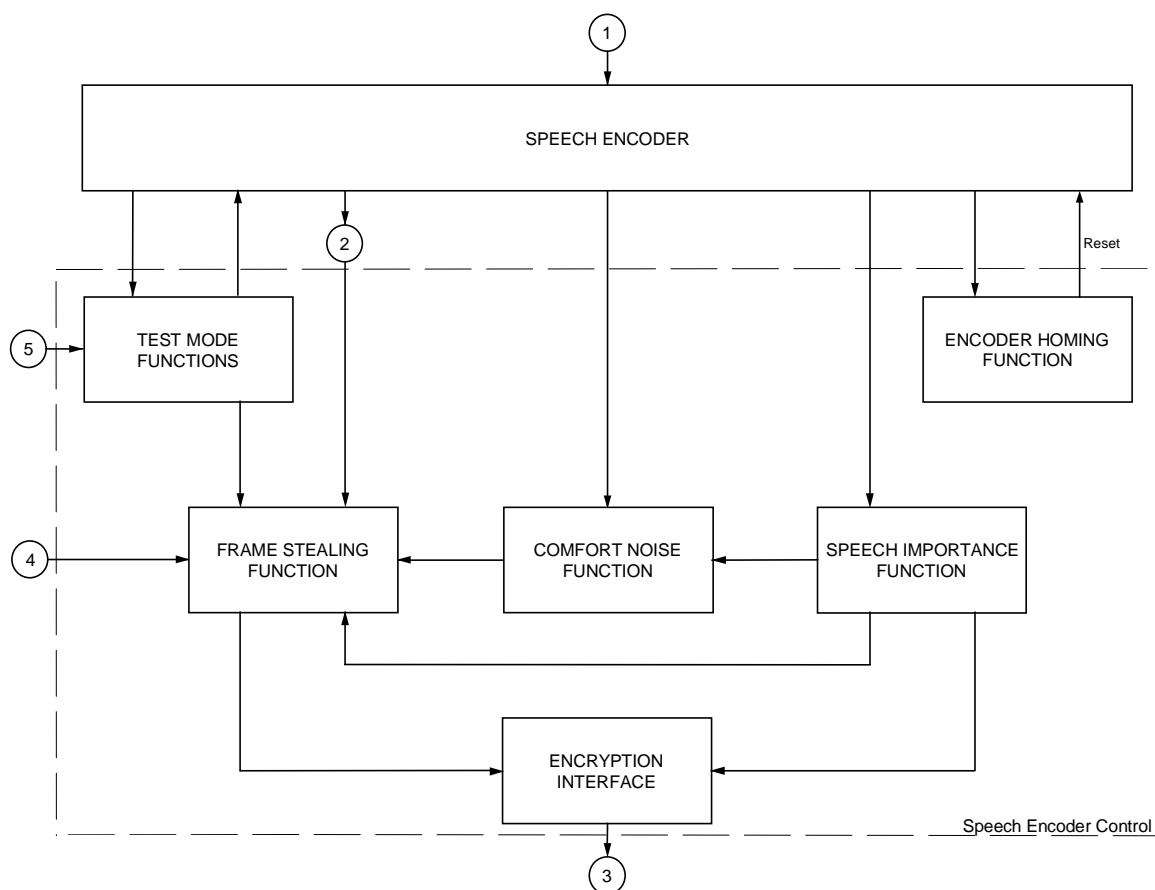 1
SPEECH ENCODER
2
Reset
5
TEST MODE
FUNCTIONS
ENCODER HOMING
FUNCTION
4
FRAME STEALING
FUNCTION
COMFORT NOISE
FUNCTION
SPEECH IMPORTANCE
FUNCTION
ENCRYPTION
INTERFACE
Speech Encoder Control
3